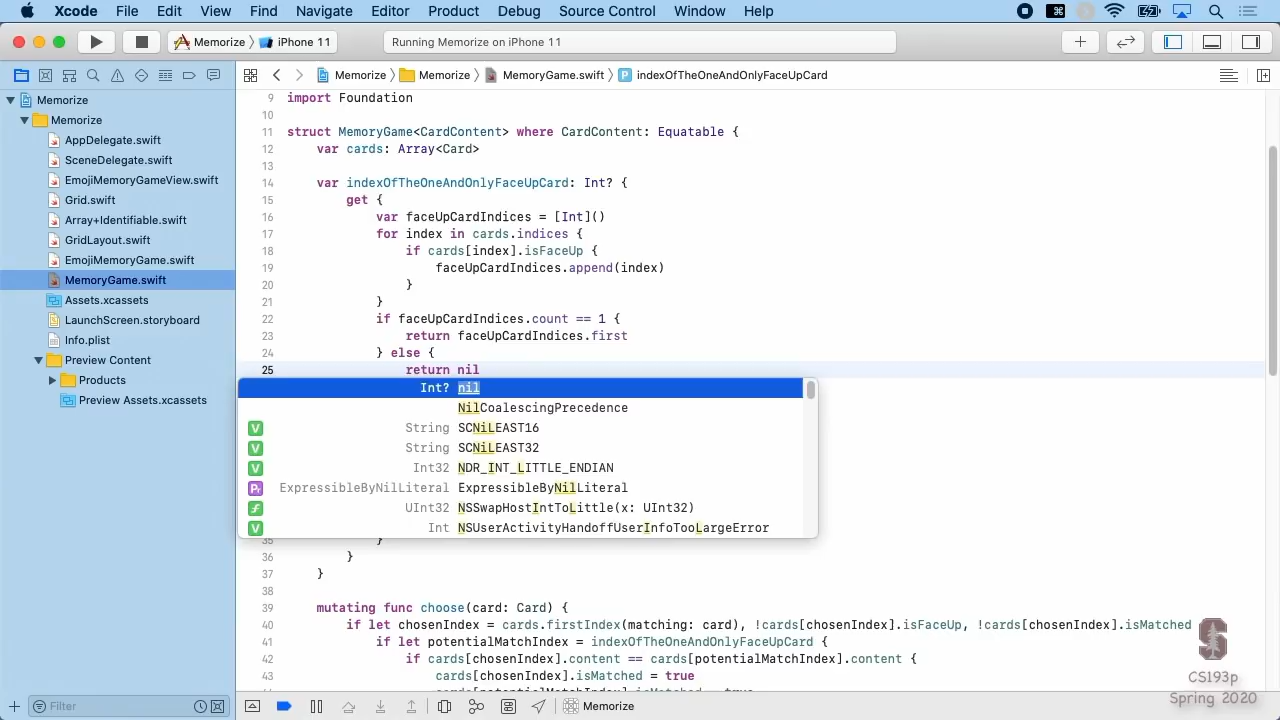 Xcode File Edit View Find Navigate Editor Product Debug Source Control Window Help
Memorize iPhone 11 Running Memorize on iPhone 11
Memorize Memorize MemoryGame.swift P indexOfTheOneAndOnlyFaceUpCard
Memorize
Memorize
AppDelegate.swift
SceneDelegate.swift
EmojiMemoryGameView.swift
Grid.swift
Array+Identifiable.swift
GridLayout.swift
EmojiMemoryGame.swift
MemoryGame.swift
Assets.xcassets
LaunchScreen.storyboard
Info.plist
Preview Content
Products
Preview Assets.xcassets
Filter
9 import Foundation
10
11 struct MemoryGame<CardContent> where CardContent: Equatable {
12 var cards: Array<Card>
13
14 var indexOfTheOneAndOnlyFaceUpCard: Int? {
15 get {
16 var faceUpCardIndices = [Int]()
17 for index in cards.indices {
18 if cards[index].isFaceUp {
19 faceUpCardIndices.append(index)
20 }
21 }
22 if faceUpCardIndices.count == 1 {
23 return faceUpCardIndices.first
24 } else {
25 return nil
Int? nil
NilCoalescingPrecedence
V String SCNiLEAST16
V String SCNiLEAST32
V Int32 NDR_INT_LITTLE_ENDIAN
Pr ExpressibleByNilLiteral ExpressibleByNilLiteral
f UInt32 NSSwapHostIntToLittle(x: UInt32)
V Int NSUserActivityHandoffUserInfoTooLargeError
35 }
36 }
37 }
38
39 mutating func choose(card: Card) {
40 if let chosenIndex = cards.firstIndex(matching: card), !cards[chosenIndex].isFaceUp, !cards[chosenIndex].isMatched
41 if let potentialMatchIndex = indexOfTheOneAndOnlyFaceUpCard {
42 if cards[chosenIndex].content == cards[potentialMatchIndex].content {
43 cards[chosenIndex].isMatched = true
44 cards[potentialMatchIndex].isMatched = true
Memorize
CS193p
Spring 2020